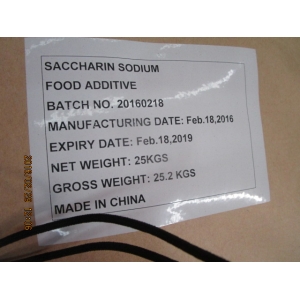 SACCHARIN SODIUM
FOOD ADDITIVE
BATCH NO. 20160218
MANUFACTURING DATE: Feb.18,2016
EXPIRY DATE: Feb.18,2019
NET WEIGHT: 25KGS
GROSS WEIGHT: 25.2 KGS
MADE IN CHINA